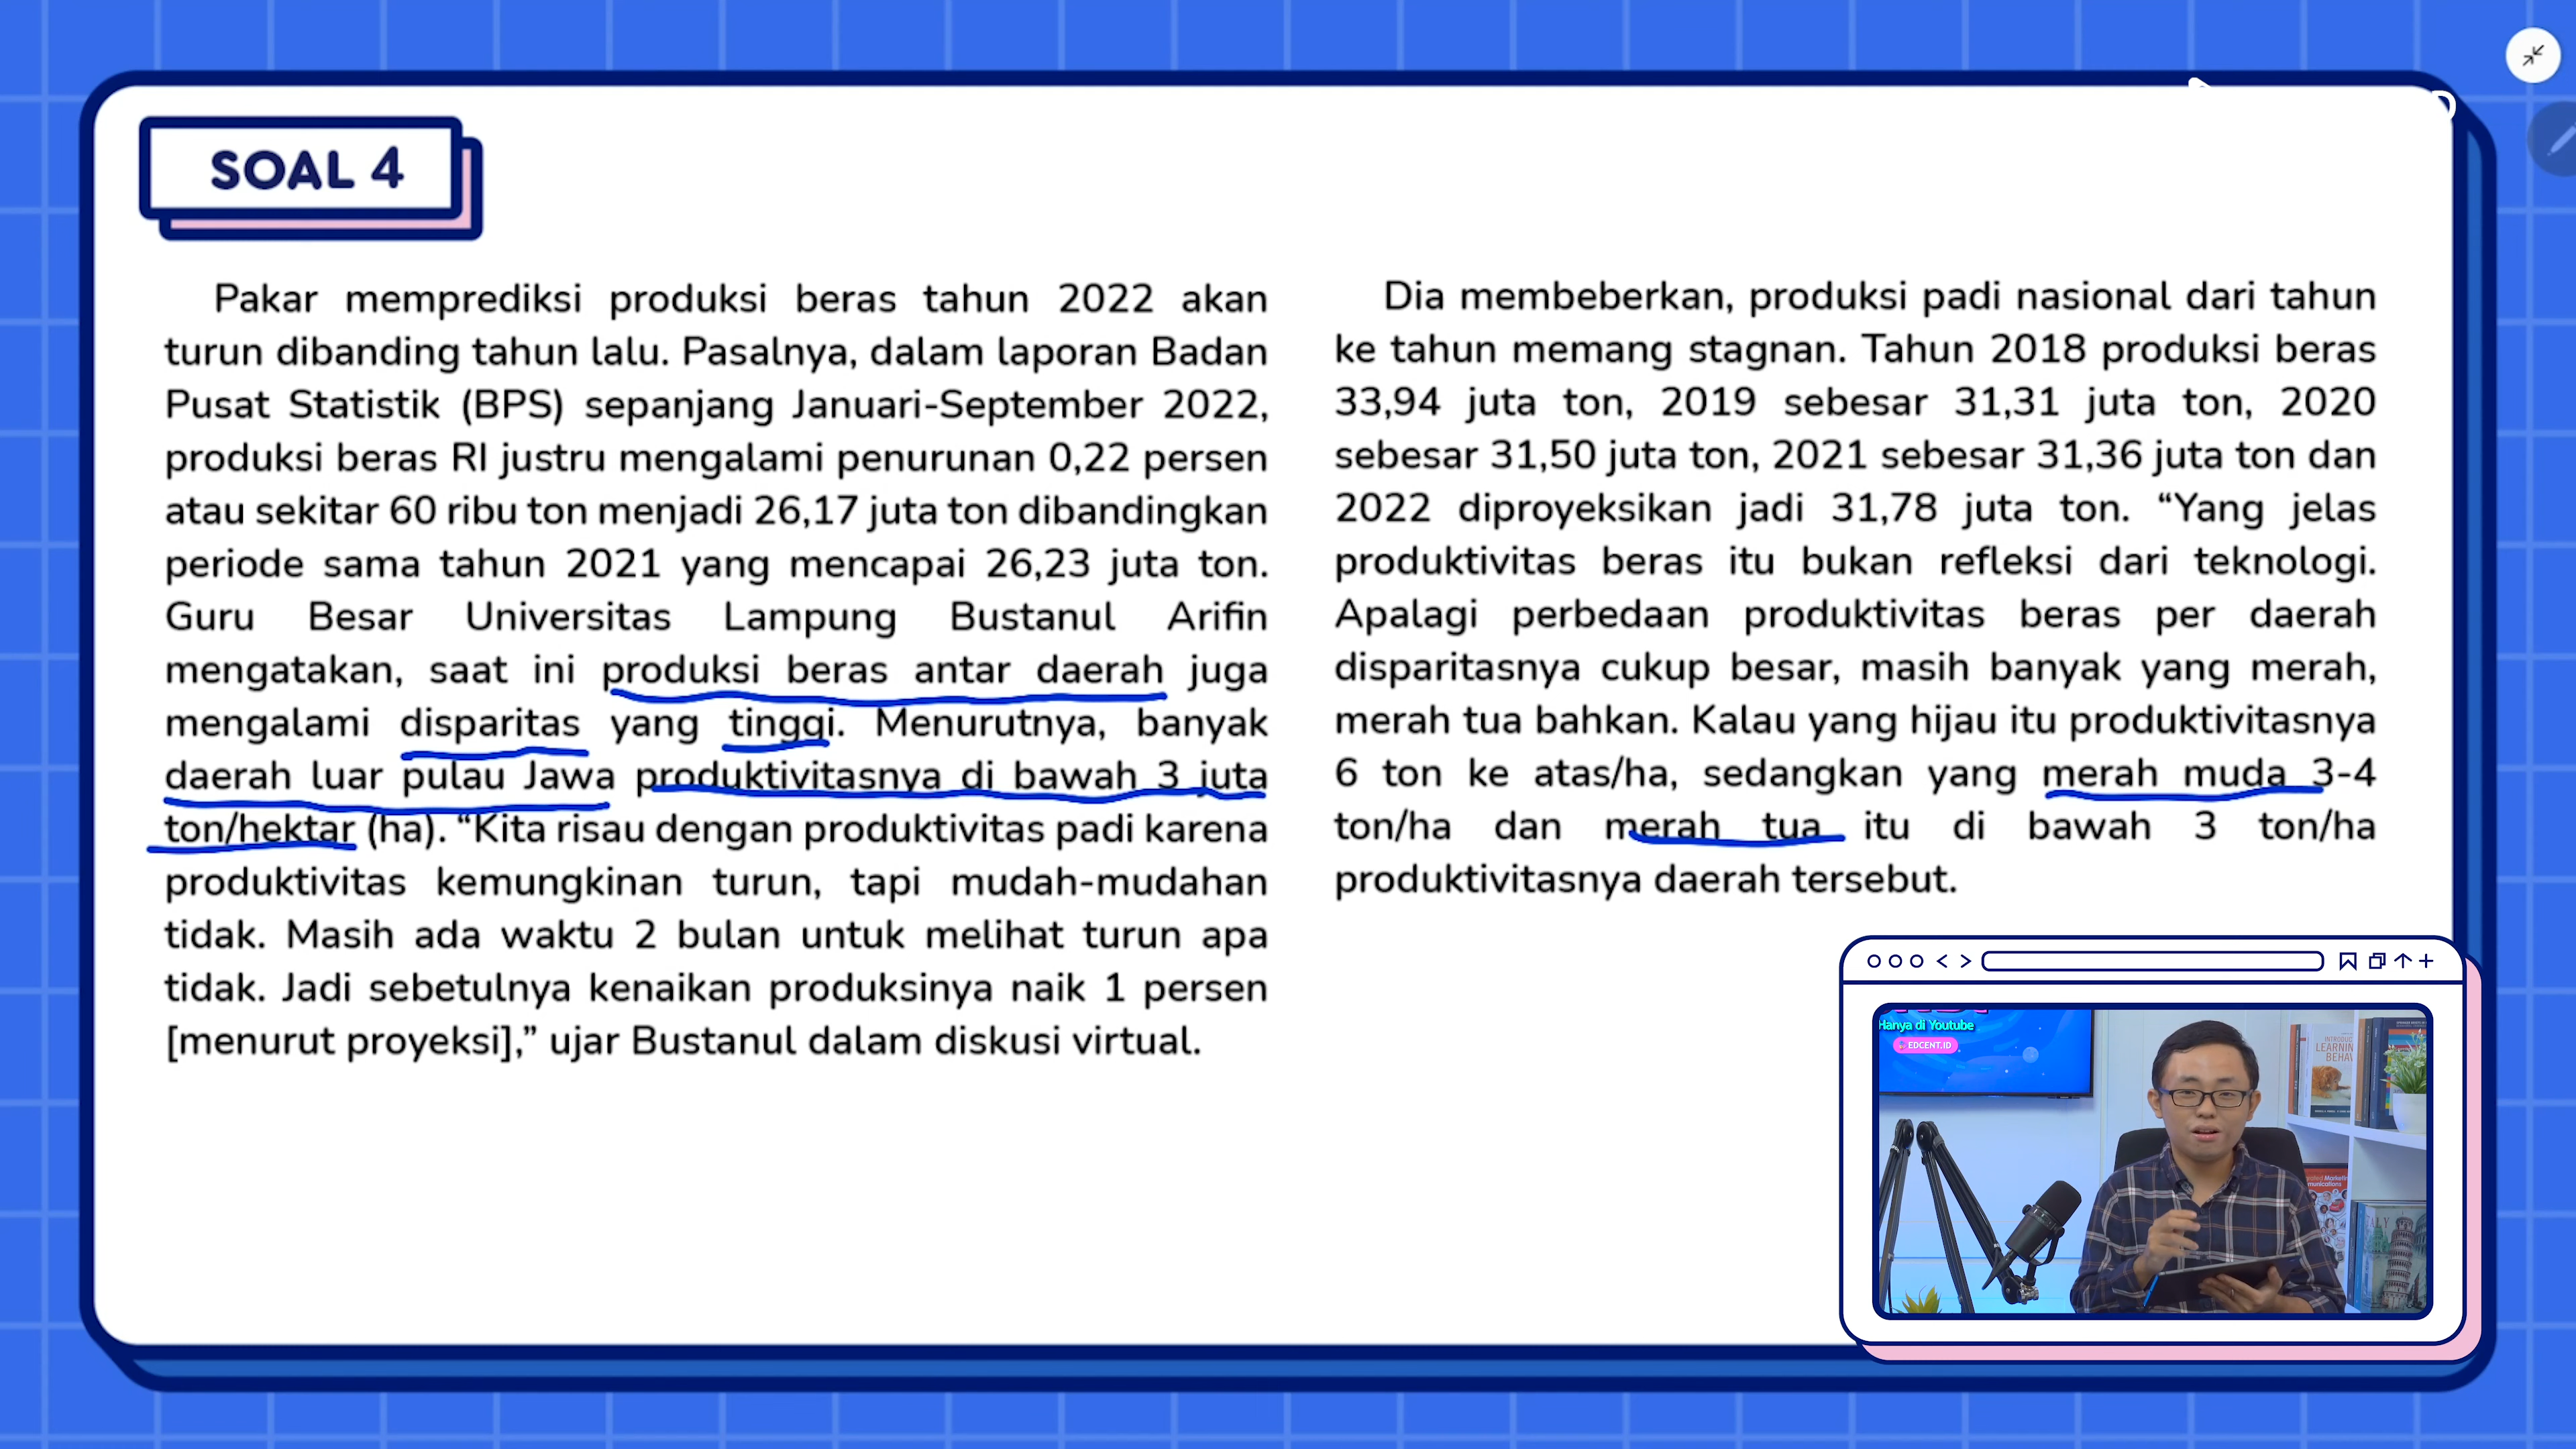 SOAL 4
Pakar memprediksi produksi beras tahun 2022 akan
turun dibanding tahun lalu. Pasalnya, dalam laporan Badan
Pusat Statistik (BPS) sepanjang Januari-September 2022,
produksi beras RI justru mengalami penurunan 0,22 persen
atau sekitar 60 ribu ton menjadi 26,17 juta ton dibandingkan
periode sama tahun 2021 yang mencapai 26,23 juta ton.
Guru Besar Universitas Lampung Bustanul Arifin
mengatakan, saat ini produksi beras antar daerah juga
mengalami disparitas yang tinggi. Menurutnya, banyak
daerah luar pulau Jawa produktivitasnya di bawah 3 juta
ton/hektar (ha). “Kita risau dengan produktivitas padi karena
produktivitas kemungkinan turun, tapi mudah-mudahan
tidak. Masih ada waktu 2 bulan untuk melihat turun apa
tidak. Jadi sebetulnya kenaikan produksinya naik 1 persen
[menurut proyeksi],” ujar Bustanul dalam diskusi virtual.
Dia membeberkan, produksi padi nasional dari tahun
ke tahun memang stagnan. Tahun 2018 produksi beras
33,94 juta ton, 2019 sebesar 31,31 juta ton, 2020
sebesar 31,50 juta ton, 2021 sebesar 31,36 juta ton dan
2022 diproyeksikan jadi 31,78 juta ton. “Yang jelas
produktivitas beras itu bukan refleksi dari teknologi.
Apalagi perbedaan produktivitas beras per daerah
disparitasnya cukup besar, masih banyak yang merah,
merah tua bahkan. Kalau yang hijau itu produktivitasnya
6 ton ke atas/ha, sedangkan yang merah muda 3-4
ton/ha dan merah tua itu di bawah 3 ton/ha
produktivitasnya daerah tersebut.
Hanya di Youtube
EDCENT.ID
LEARNIN
BEHAV